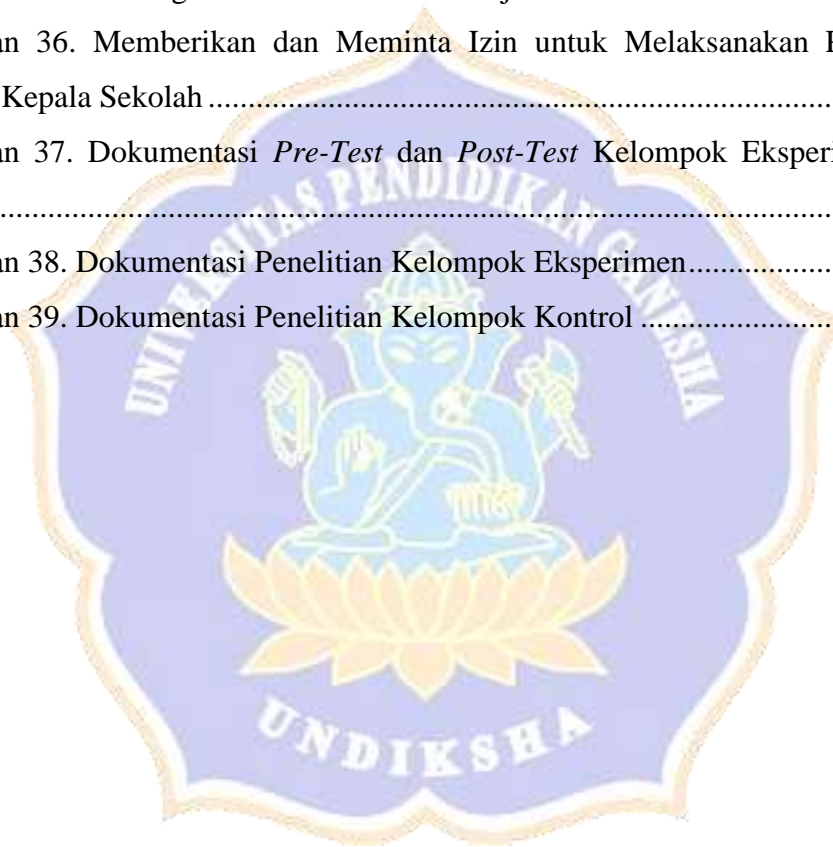 an 36. Memberikan dan Meminta Izin untuk Melaksanakan
Kepala Sekolah ....................................................................................
an 37. Dokumentasi Pre-Test dan Post-Test Kelompok Eksperi
....................................................................................
an 38. Dokumentasi Penelitian Kelompok Eksperimen..................
an 39. Dokumentasi Penelitian Kelompok Kontrol ........................
UNIVERSITAS PENDIDIKAN GANESHA
UNDIKSHA